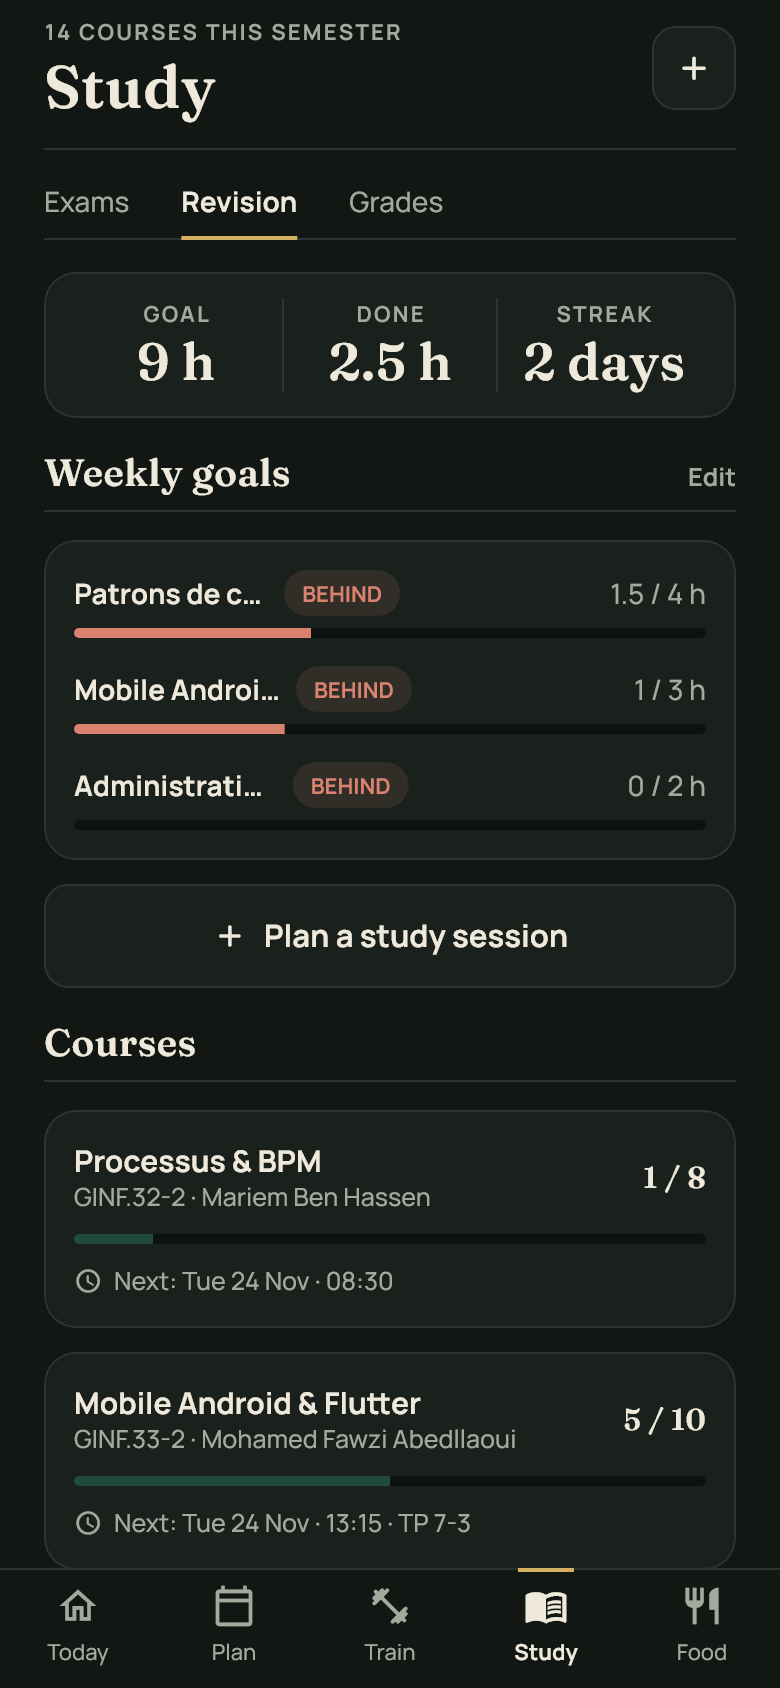 14 COURSES THIS SEMESTER
Study
Exams Revision Grades
GOAL DONE STREAK
9 h 2.5 h 2 days
Weekly goals Edit
Patrons de c... BEHIND 1.5 / 4 h
Mobile Androi... BEHIND 1 / 3 h
Administrati... BEHIND 0 / 2 h
+ Plan a study session
Courses
Processus & BPM
GINF.32-2 · Mariem Ben Hassen
1 / 8
Next: Tue 24 Nov · 08:30
Mobile Android & Flutter
GINF.33-2 · Mohamed Fawzi Abedllaoui
5 / 10
Next: Tue 24 Nov · 13:15 · TP 7-3
Today Plan Train Study Food